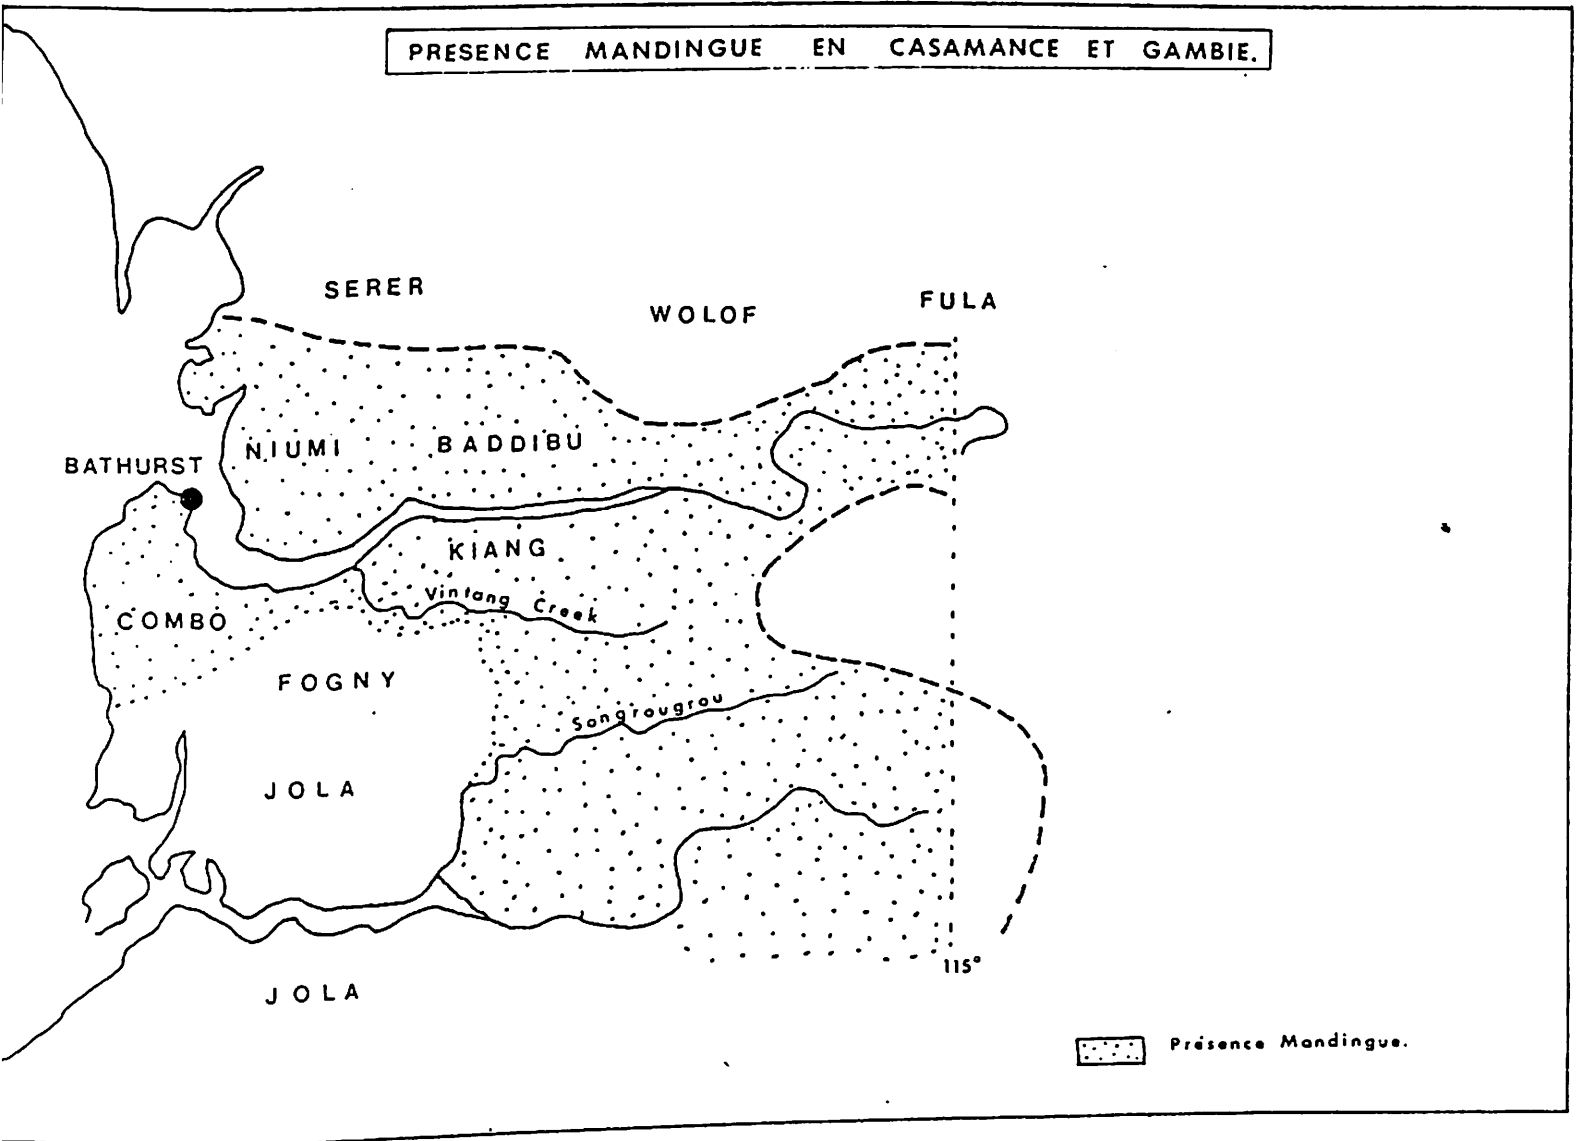 PRESENCE MANDINGUE EN CASAMANCE ET GAMBIE.
SERER
WOLOF
FULA
NIUMI
BADDIBU
BATHURST
KIANG
Vintang Creek
COMBO
FOGNY
Songrougrou
JOLA
115°
JOLA
Présence Mandingue.